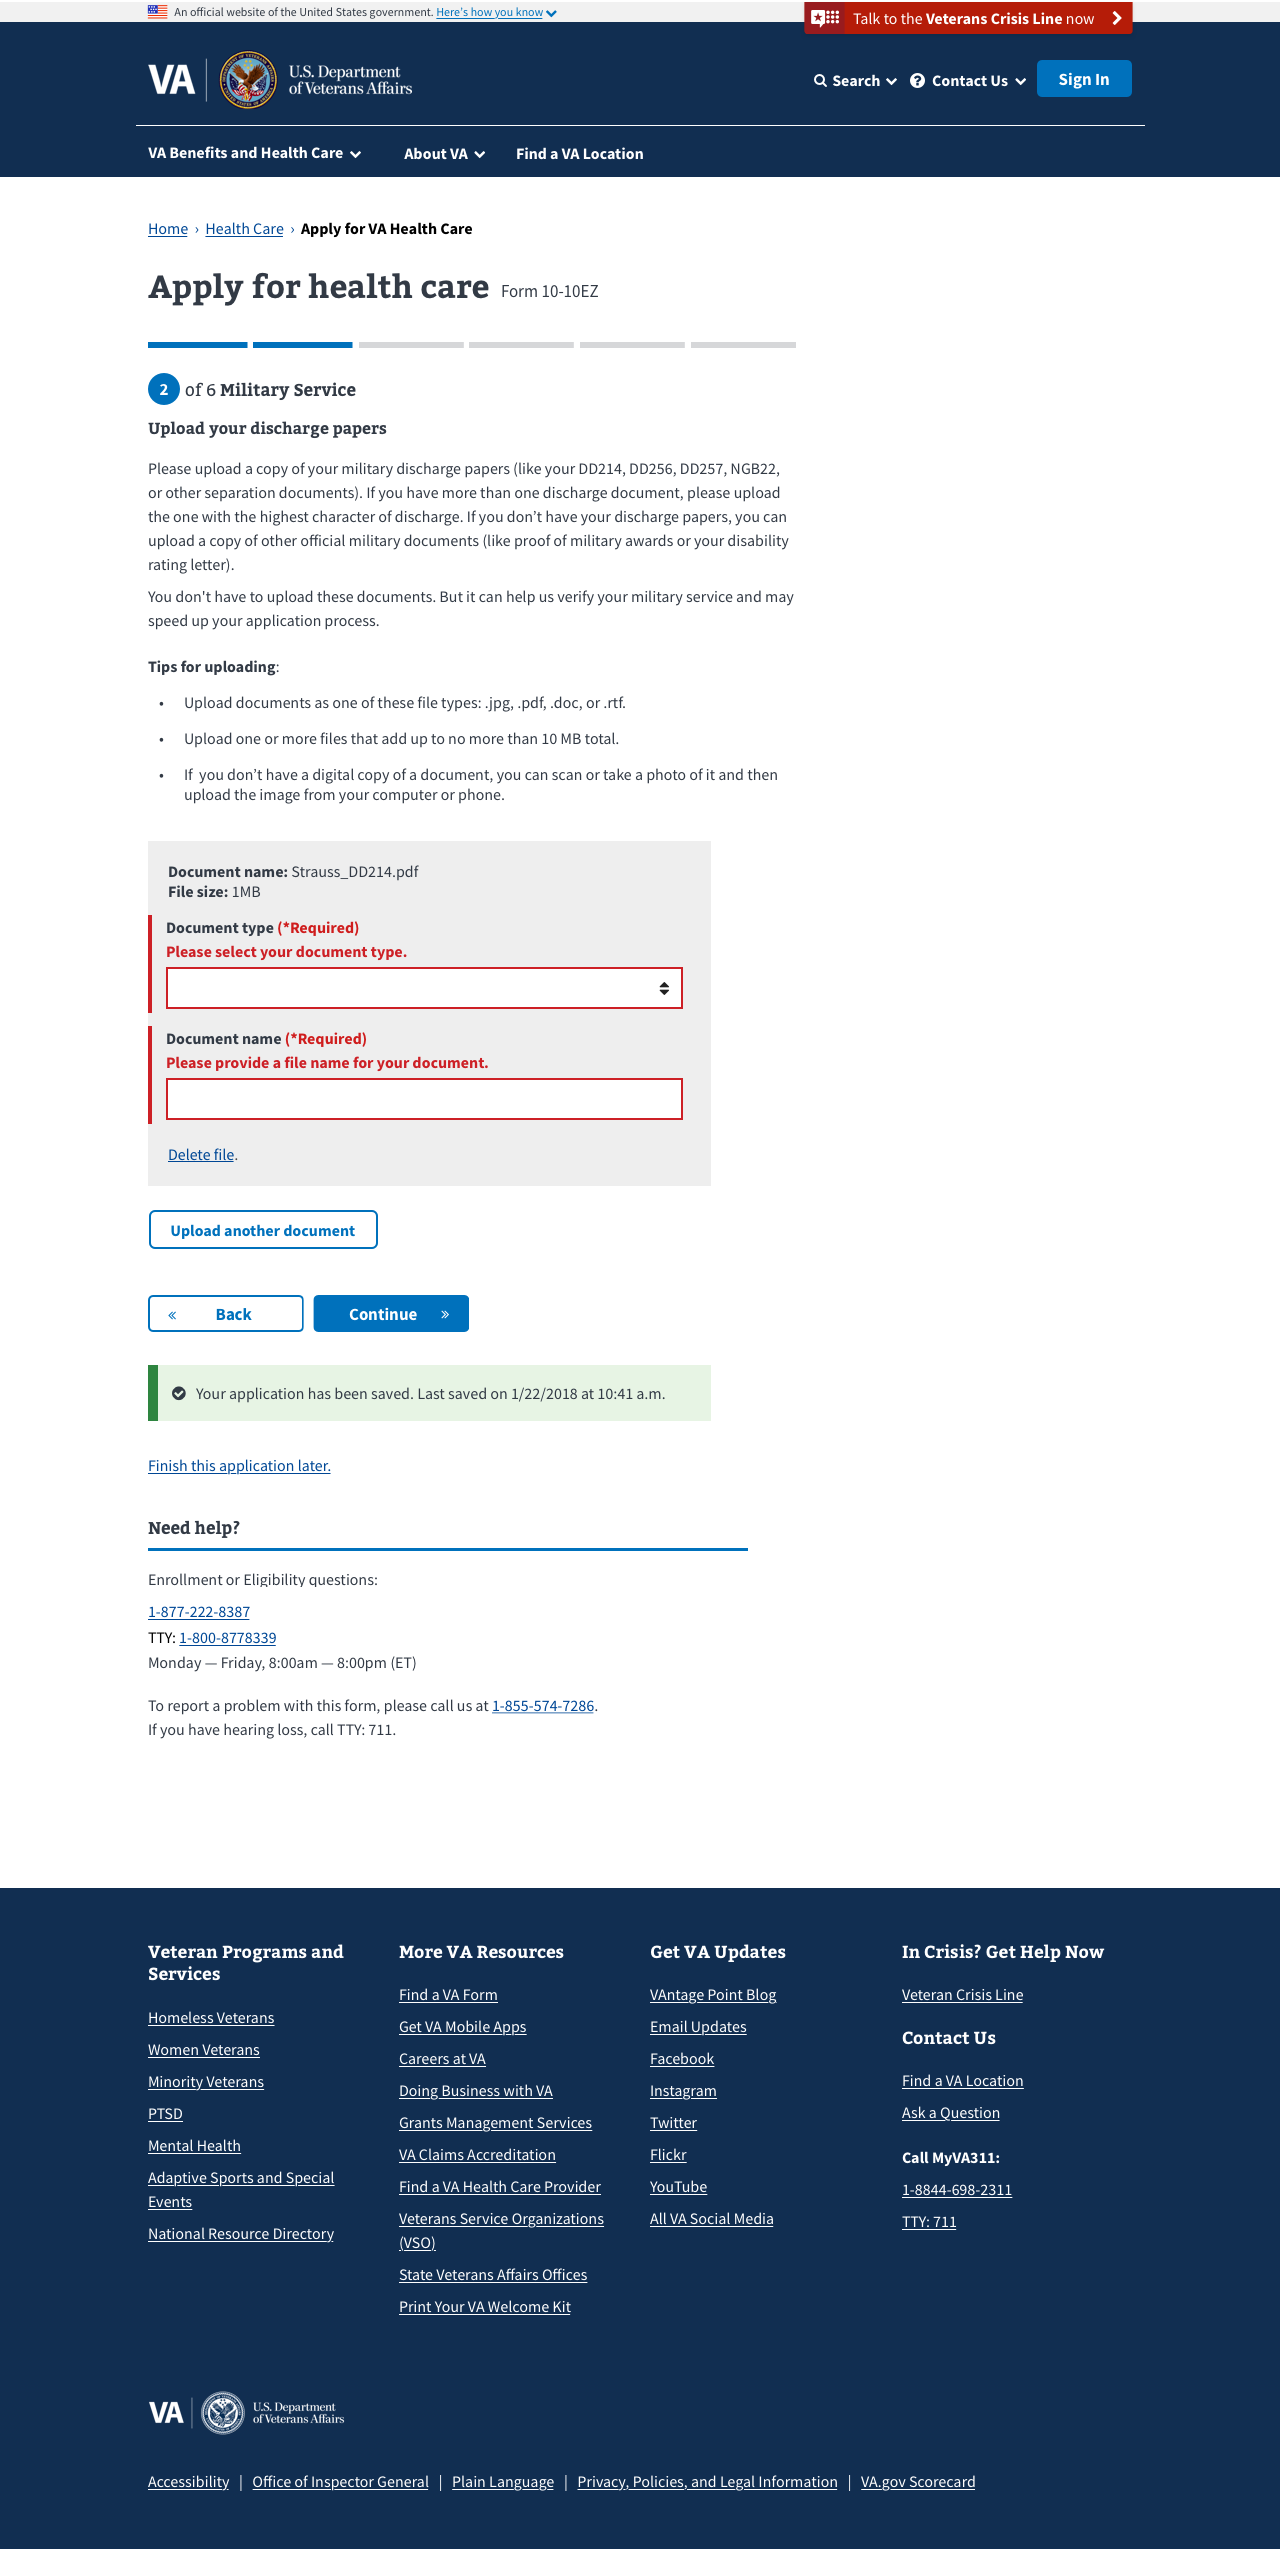 An official website of the United States government. Here's how you know
Talk to the Veterans Crisis Line now
VA
U.S. Department
of Veterans Affairs
Search
Contact Us
Sign In
VA Benefits and Health Care
About VA
Find a VA Location
Home › Health Care › Apply for VA Health Care
Apply for health care Form 10-10EZ
2 of 6 Military Service
Upload your discharge papers
Please upload a copy of your military discharge papers (like your DD214, DD256, DD257, NGB22,
or other separation documents). If you have more than one discharge document, please upload
the one with the highest character of discharge. If you don’t have your discharge papers, you can
upload a copy of other official military documents (like proof of military awards or your disability
rating letter).
You don't have to upload these documents. But it can help us verify your military service and may
speed up your application process.
Tips for uploading:
• Upload documents as one of these file types: .jpg, .pdf, .doc, or .rtf.
• Upload one or more files that add up to no more than 10 MB total.
• If you don’t have a digital copy of a document, you can scan or take a photo of it and then
upload the image from your computer or phone.
Document name: Strauss_DD214.pdf
File size: 1MB
Document type (*Required)
Please select your document type.
Document name (*Required)
Please provide a file name for your document.
Delete file.
Upload another document
« Back
Continue »
Your application has been saved. Last saved on 1/22/2018 at 10:41 a.m.
Finish this application later.
Need help?
Enrollment or Eligibility questions:
1-877-222-8387
TTY: 1-800-8778339
Monday — Friday, 8:00am — 8:00pm (ET)
To report a problem with this form, please call us at 1-855-574-7286.
If you have hearing loss, call TTY: 711.
Veteran Programs and
Services
Homeless Veterans
Women Veterans
Minority Veterans
PTSD
Mental Health
Adaptive Sports and Special
Events
National Resource Directory
More VA Resources
Find a VA Form
Get VA Mobile Apps
Careers at VA
Doing Business with VA
Grants Management Services
VA Claims Accreditation
Find a VA Health Care Provider
Veterans Service Organizations
(VSO)
State Veterans Affairs Offices
Print Your VA Welcome Kit
Get VA Updates
VAntage Point Blog
Email Updates
Facebook
Instagram
Twitter
Flickr
YouTube
All VA Social Media
In Crisis? Get Help Now
Veteran Crisis Line
Contact Us
Find a VA Location
Ask a Question
Call MyVA311:
1-8844-698-2311
TTY: 711
VA
U.S. Department
of Veterans Affairs
Accessibility | Office of Inspector General | Plain Language | Privacy, Policies, and Legal Information | VA.gov Scorecard